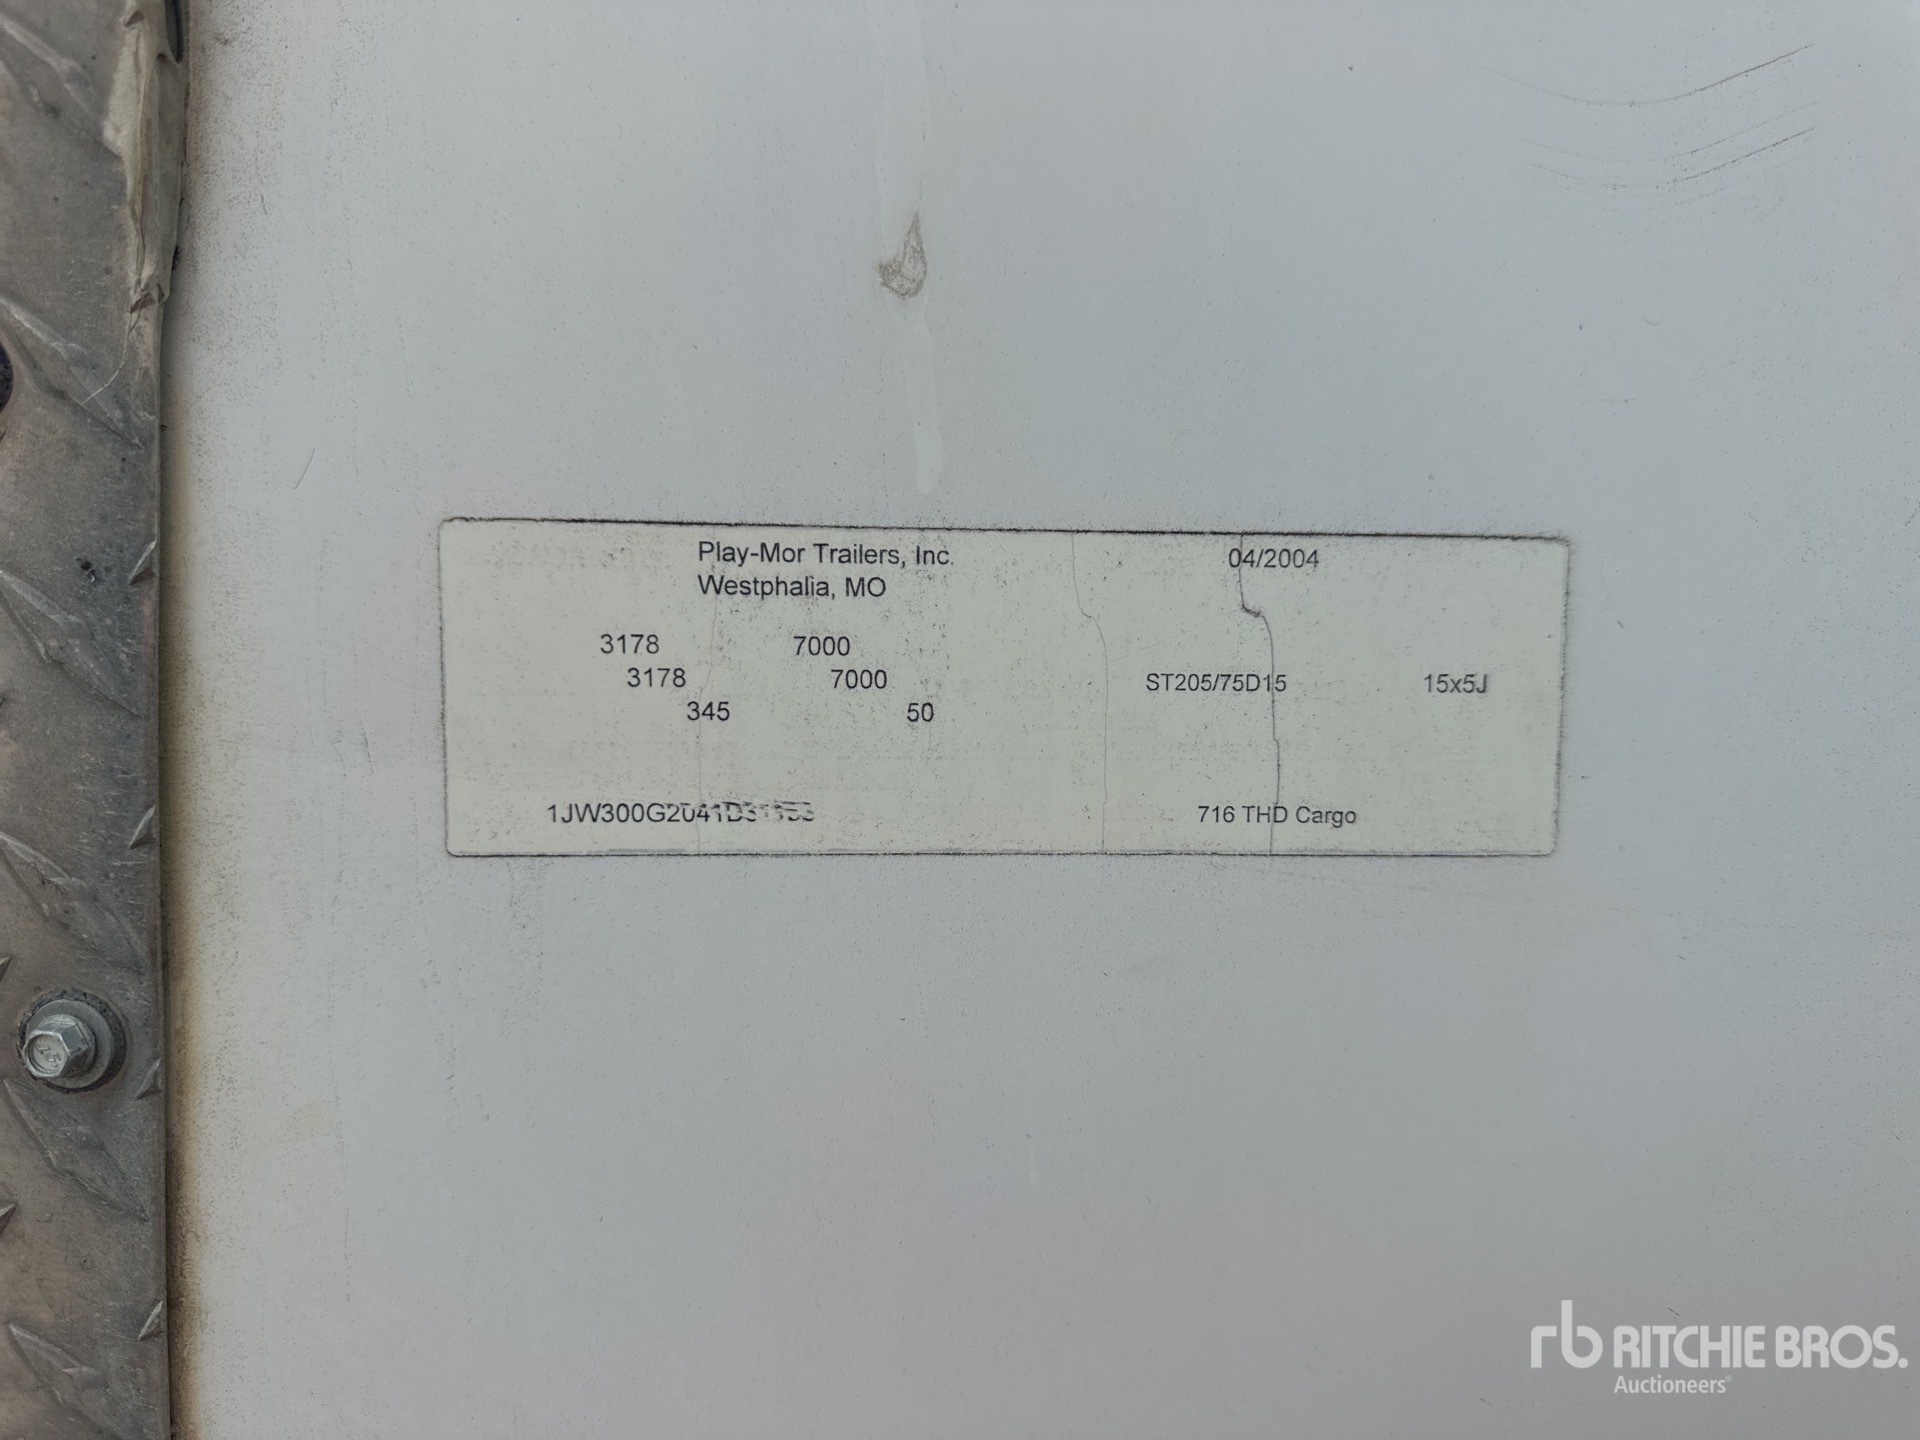 Play-Mor Trailers, Inc. 04/2004
Westphalia, MO
3178 7000
3178 7000 ST205/75D15 15x5J
345 50
716 THD Cargo
rb RITCHIE BROS.
Auctioneers